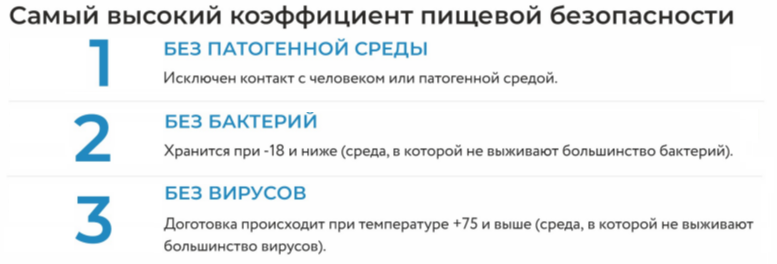 Самый высокий коэффициент пищевой безопасности
1
БЕЗ ПАТОГЕННОЙ СРЕДЫ
Исключен контакт с человеком или патогенной средой.
2
БЕЗ БАКТЕРИЙ
Хранится при -18 и ниже (среда, в которой не выживают большинство бактерий).
3
БЕЗ ВИРУСОВ
Доготовка происходит при температуре +75 и выше (среда, в которой не выживают
большинство вирусов).